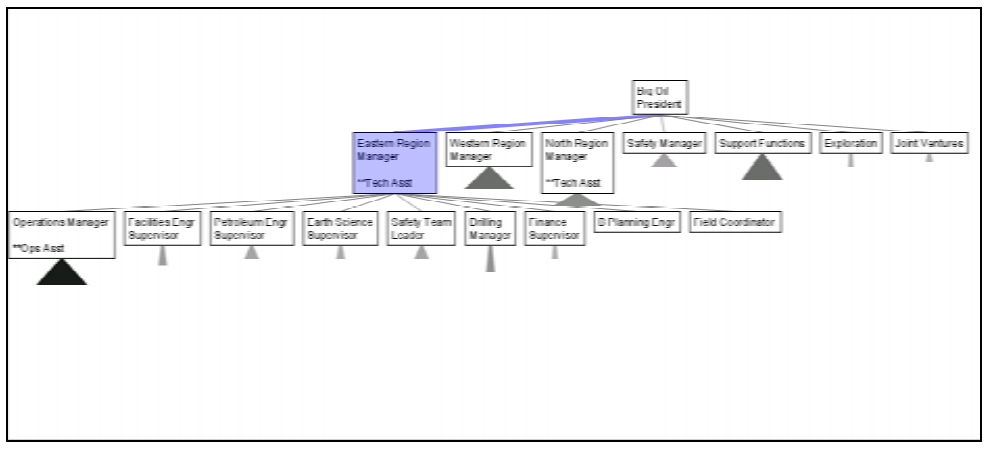 Big Oil
President
Eastern Region
Manager
**Tech Asst
Western Region
Manager
North Region
Manager
**Tech Asst
Safety Manager
Support Functions
Exploration
Joint Ventures
Operations Manager
**Ops Asst
Facilities Engr
Supervisor
Petroleum Engr
Supervisor
Earth Science
Supervisor
Safety Team
Leader
Drilling
Manager
Finance
Supervisor
D Planning Engr
Field Coordinator